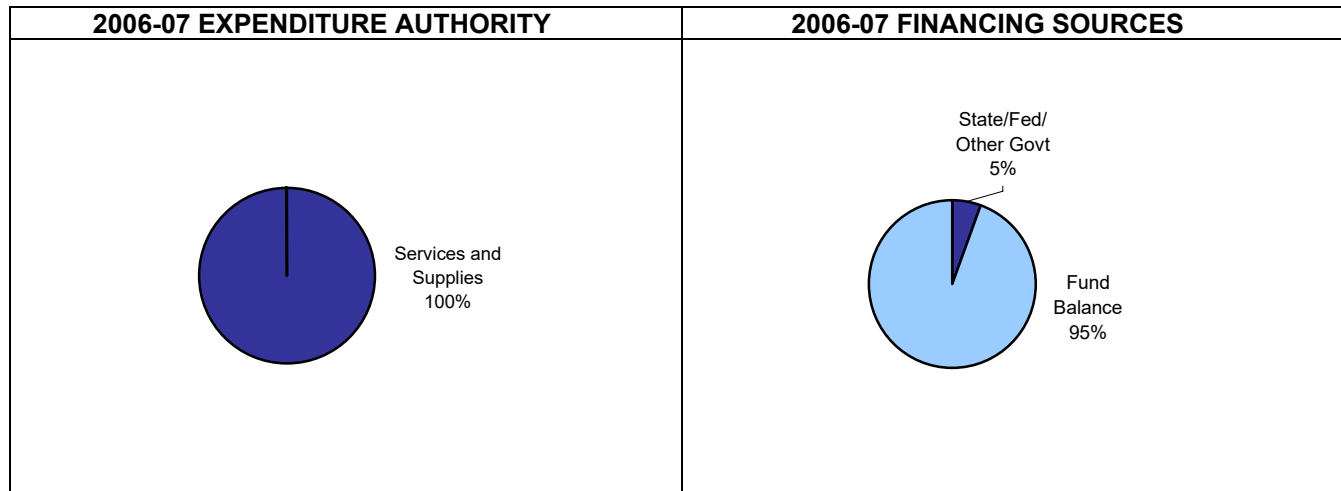 2006-07 EXPENDITURE AUTHORITY
2006-07 FINANCING SOURCES
Services and
Supplies
100%
State/Fed/
Other Govt
5%
Fund
Balance
95%